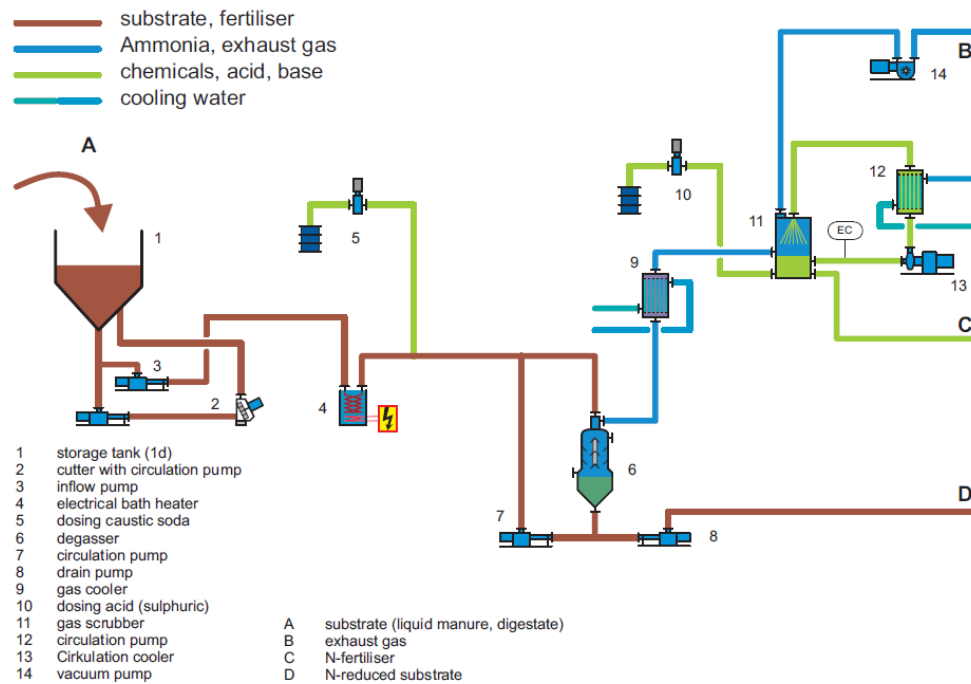 substrate, fertiliser
Ammonia, exhaust gas
chemicals, acid, base
cooling water
A
B
14
12
10
11
EC
1
5
9
13
C
3
2
4
6
D
7
8
1 storage tank (1d)
2 cutter with circulation pump
3 inflow pump
4 electrical bath heater
5 dosing caustic soda
6 degasser
7 circulation pump
8 drain pump
9 gas cooler
10 dosing acid (sulphuric)
11 gas scrubber
12 circulation pump
13 Cirkulation cooler
14 vacuum pump
A substrate (liquid manure, digestate)
B exhaust gas
C N-fertiliser
D N-reduced substrate